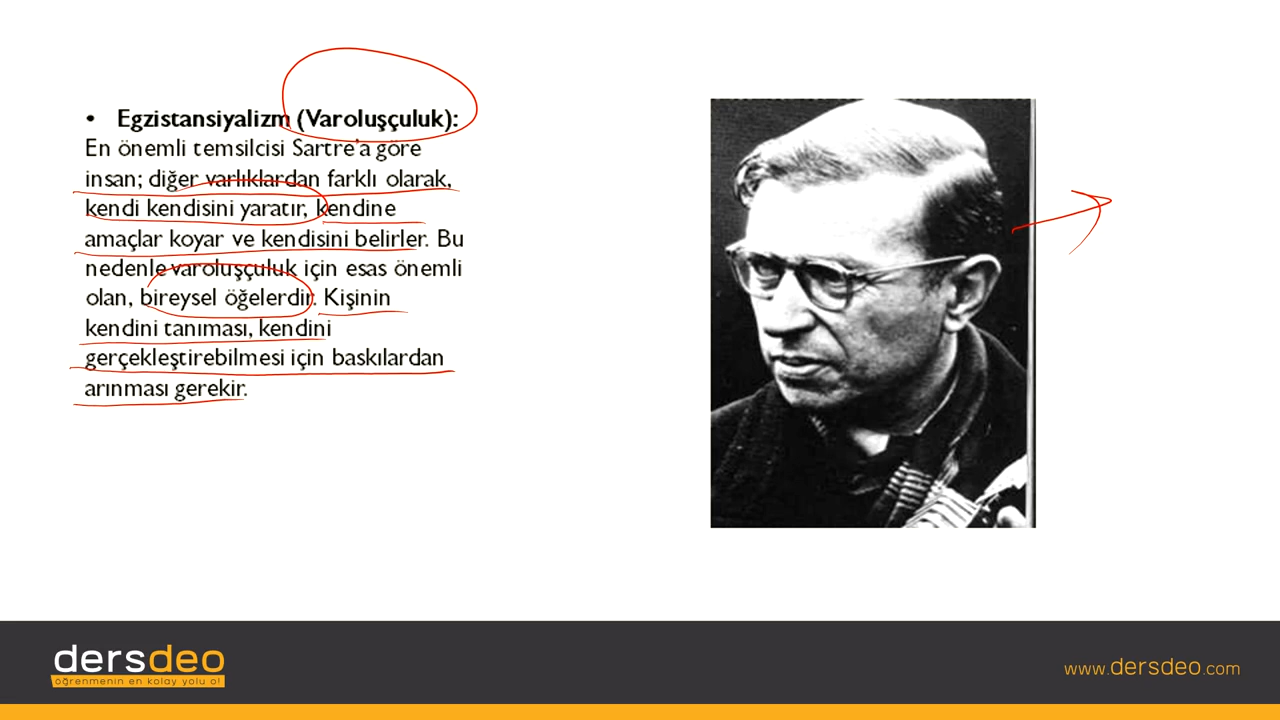 • Egzistansiyalizm (Varoluşçuluk):
En önemli temsilcisi Sartre'a göre
insan; diğer varlıklardan farklı olarak,
kendi kendisini yaratır, kendine
amaçlar koyar ve kendisini belirler. Bu
nedenle varoluşçuluk için esas önemli
olan, bireysel öğelerdir. Kişinin
kendini tanıması, kendini
gerçekleştirebilmesi için baskılardan
arınması gerekir.
dersdeo
öğrenmenin en kolay yolu o!
www.dersdeo.com